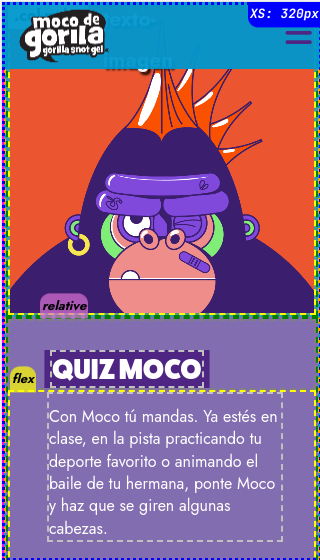 XS: 320px
moco de
gorila
gorilla snot gel
imagen
relative
QUIZ MOCO
flex
Con Moco tú mandas. Ya estés en
clase, en la pista practicando tu
deporte favorito o animando el
baile de tu hermana, ponte Moco
y haz que se giren algunas
cabezas.